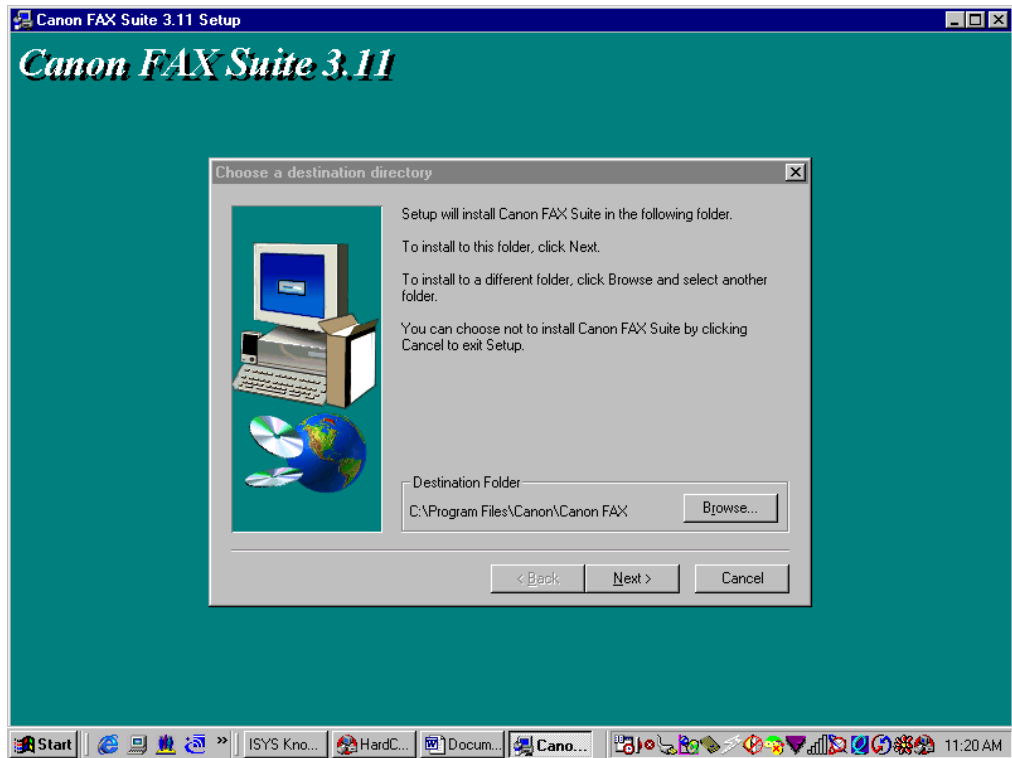 Canon FAX Suite 3.11 Setup
Canon FAX Suite 3.11
Choose a destination directory
Setup will install Canon FAX Suite in the following folder.
To install to this folder, click Next.
To install to a different folder, click Browse and select another
folder.
You can choose not to install Canon FAX Suite by clicking
Cancel to exit Setup.
Destination Folder
C:\Program Files\Canon\Canon FAX
Browse...
< Back
Next >
Cancel
Start
ISYS Kno...
HardC...
Docum...
Cano...
11:20 AM